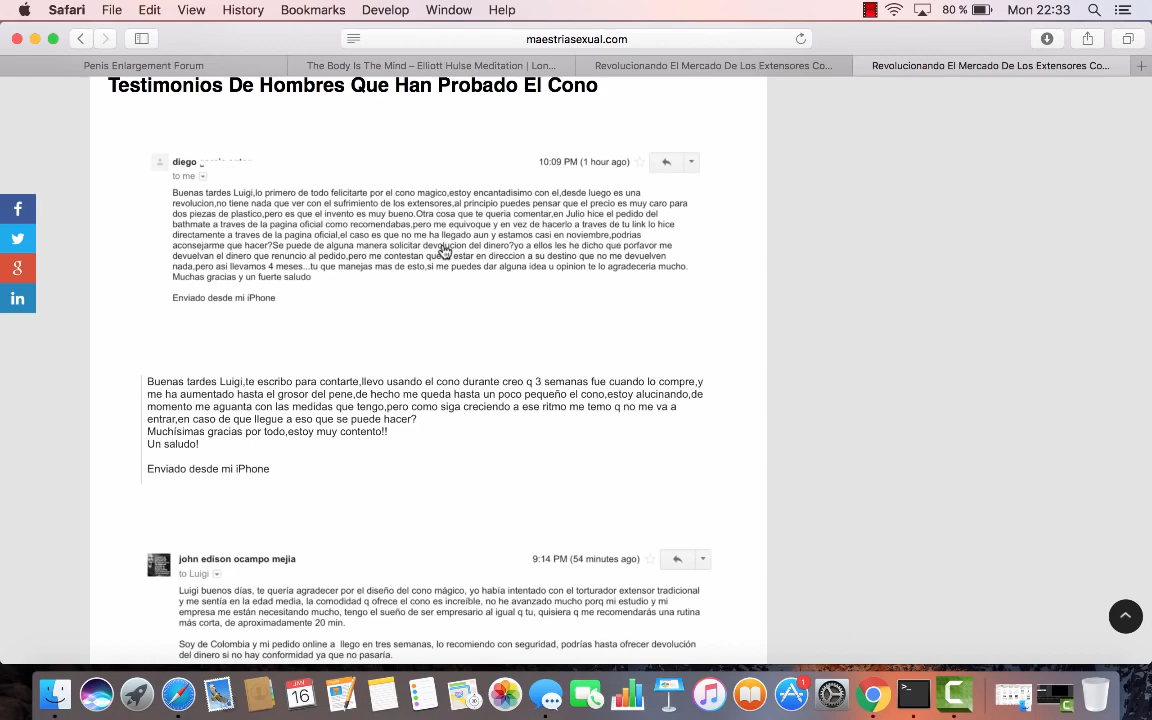 Safari File Edit View History Bookmarks Develop Window Help 80 % Mon 22:33
maestriasexual.com
Penis Enlargement Forum The Body Is The Mind – Elliott Hulse Meditation | Lon... Revolucionando El Mercado De Los Extensores Co... Revolucionando El Mercado De Los Extensores Co...
Testimonios De Hombres Que Han Probado El Cono
diego 10:09 PM (1 hour ago)
to me
Buenas tardes Luigi,lo primero de todo felicitarte por el cono magico,estoy encantadisimo con el,desde luego es una
revolucion,no tiene nada que ver con el sufrimiento de los extensores,al principio puedes pensar que el precio es muy caro para
dos piezas de plastico,pero es que el invento es muy bueno.Otra cosa que te queria comentar,en Julio hice el pedido del
bathmate a traves de la pagina oficial como recomendabas,pero me equivoque y en vez de hacerlo a traves de tu link lo hice
directamente a traves de la pagina oficial,el caso es que no me ha llegado aun y estamos casi en noviembre,podrias
aconsejarme que hacer?Se puede de alguna manera solicitar devolucion del dinero?yo a ellos les he dicho que porfavor me
devuelvan el dinero que renuncio al pedido,pero me contestan que estar en direccion a su destino que no me devuelven
nada,pero asi llevamos 4 meses...tu que manejas mas de esto,si me puedes dar alguna idea u opinion te lo agradeceria mucho.
Muchas gracias y un fuerte saludo
Enviado desde mi iPhone
Buenas tardes Luigi,te escribo para contarte,llevo usando el cono durante creo q 3 semanas fue cuando lo compre,y
me ha aumentado hasta el grosor del pene,de hecho me queda hasta un poco pequeño el cono,estoy alucinando,de
momento me aguanta con las medidas que tengo,pero como siga creciendo a ese ritmo me temo q no me va a
entrar,en caso de que llegue a eso que se puede hacer?
Muchísimas gracias por todo,estoy muy contento!!
Un saludo!
Enviado desde mi iPhone
john edison ocampo mejia 9:14 PM (54 minutes ago)
to Luigi
Luigi buenos días, te quería agradecer por el diseño del cono mágico, yo había intentado con el torturador extensor tradicional
y me sentía en la edad media, la comodidad q ofrece el cono es increíble, no he avanzado mucho porq mi estudio y mi
empresa me están necesitando mucho, tengo el sueño de ser empresario al igual q tu, quisiera q me recomendarás una rutina
más corta, de aproximadamente 20 min.
Soy de Colombia y mi pedido online a llego en tres semanas, lo recomiendo con seguridad, podrías hasta ofrecer devolución
del dinero si no hay conformidad ya que no pasaría.